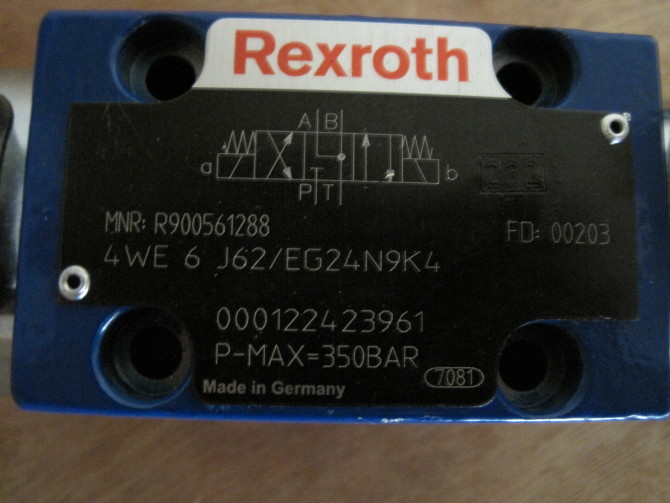 Rexroth
A B
a b
T
P T
MNR: R900561288
FD: 00203
4WE 6 J62/EG24N9K4
000122423961
P-MAX=350BAR
7081
Made in Germany